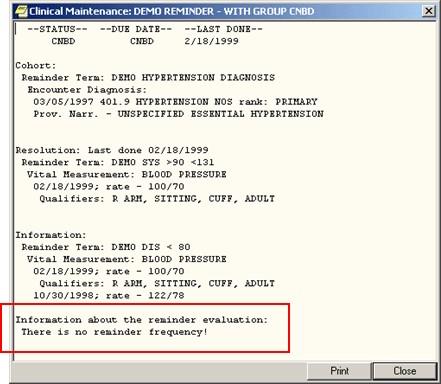 Clinical Maintenance: DEMO REMINDER - WITH GROUP CNBD
--STATUS-- --DUE DATE-- --LAST DONE--
CNBD CNBD 2/18/1999
Cohort:
Reminder Term: DEMO HYPERTENSION DIAGNOSIS
Encounter Diagnosis:
03/05/1997 401.9 HYPERTENSION NOS rank: PRIMARY
Prov. Narr. - UNSPECIFIED ESSENTIAL HYPERTENSION
Resolution: Last done 02/18/1999
Reminder Term: DEMO SYS >90 <131
Vital Measurement: BLOOD PRESSURE
02/18/1999; rate - 100/70
Qualifiers: R ARM, SITTING, CUFF, ADULT
Information:
Reminder Term: DEMO DIS < 80
Vital Measurement: BLOOD PRESSURE
02/18/1999; rate - 100/70
Qualifiers: R ARM, SITTING, CUFF, ADULT
10/30/1998; rate - 122/78
Information about the reminder evaluation:
There is no reminder frequency!
Print Close